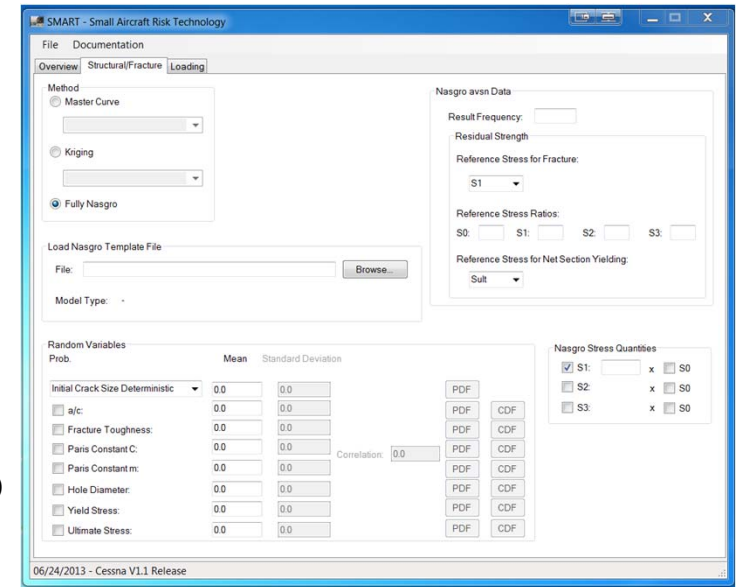 SMART - Small Aircraft Risk Technology
File Documentation
Overview Structural/Fracture Loading
Method
Master Curve
Kriging
Fully Nasgro
Load Nasgro Template File
File: Browse...
Model Type: -
Nasgro avsn Data
Result Frequency:
Residual Strength
Reference Stress for Fracture:
S1
Reference Stress Ratios:
S0: S1: S2: S3:
Reference Stress for Net Section Yielding:
Sult
Random Variables
Prob. Mean Standard Deviation
Initial Crack Size Deterministic 0.0 0.0 PDF
a/c: 0.0 0.0 PDF CDF
Fracture Toughness: 0.0 0.0 PDF CDF
Paris Constant C: 0.0 0.0 Correlation: 0.0 PDF CDF
Paris Constant m: 0.0 0.0 PDF CDF
Hole Diameter: 0.0 0.0 PDF CDF
Yield Stress: 0.0 0.0 PDF CDF
Ultimate Stress: 0.0 0.0 PDF CDF
Nasgro Stress Quantities
S1: x S0
S2: x S0
S3: x S0
06/24/2013 - Cessna V1.1 Release
)